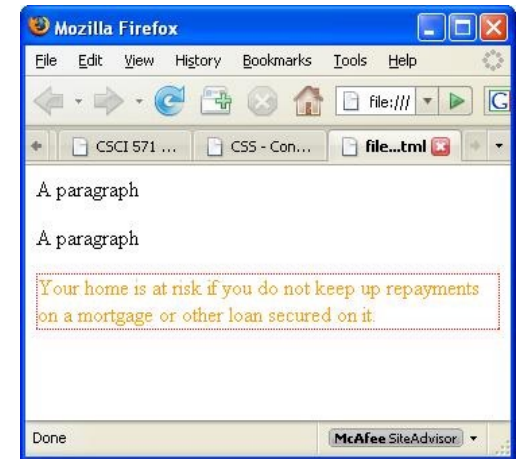 Mozilla Firefox
File Edit View History Bookmarks Tools Help
file:///
G
CSCI 571 ... CSS - Con... file...tml
A paragraph
A paragraph
Your home is at risk if you do not keep up repayments
on a mortgage or other loan secured on it.
Done McAfee SiteAdvisor